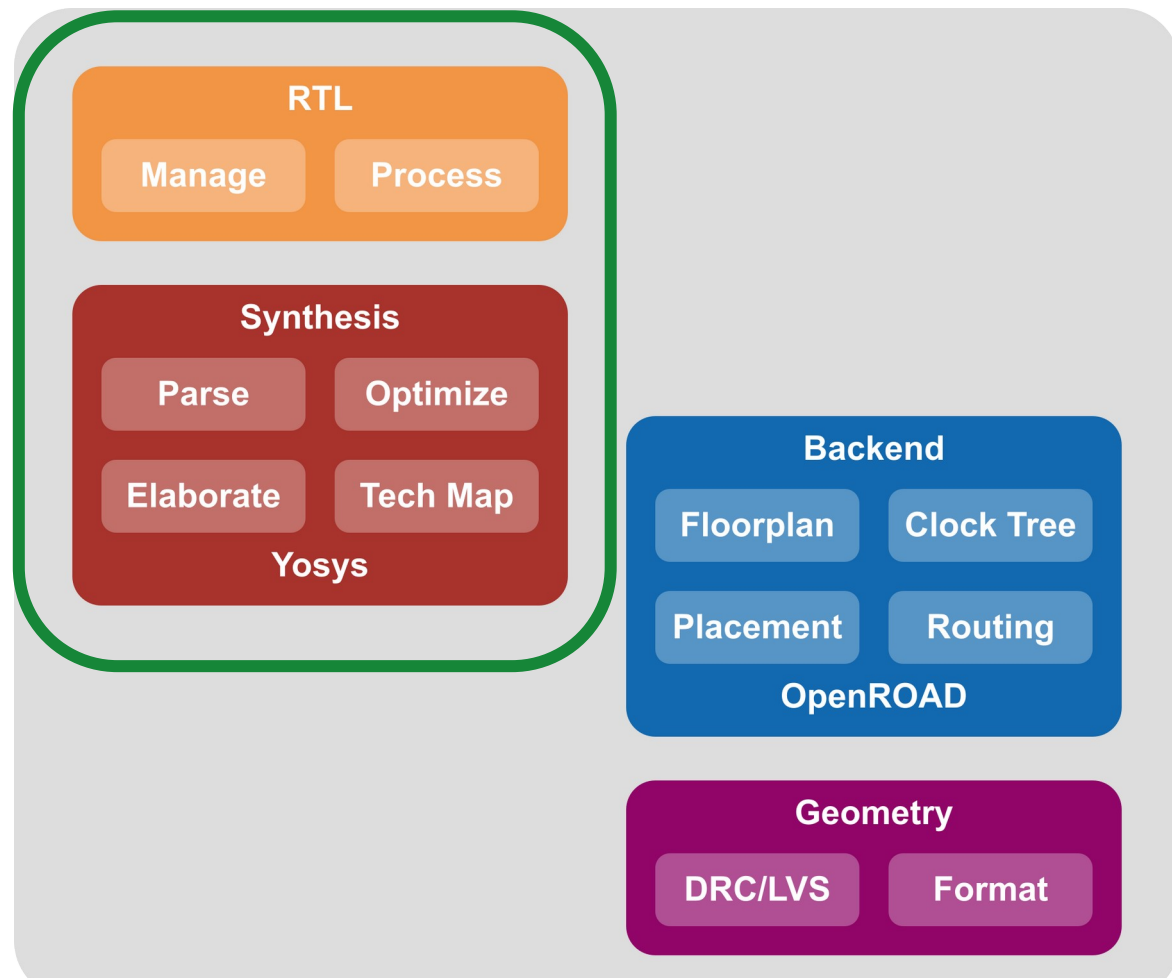 RTL
Manage Process
Synthesis
Parse Optimize
Elaborate Tech Map
Yosys
Backend
Floorplan Clock Tree
Placement Routing
OpenROAD
Geometry
DRC/LVS Format